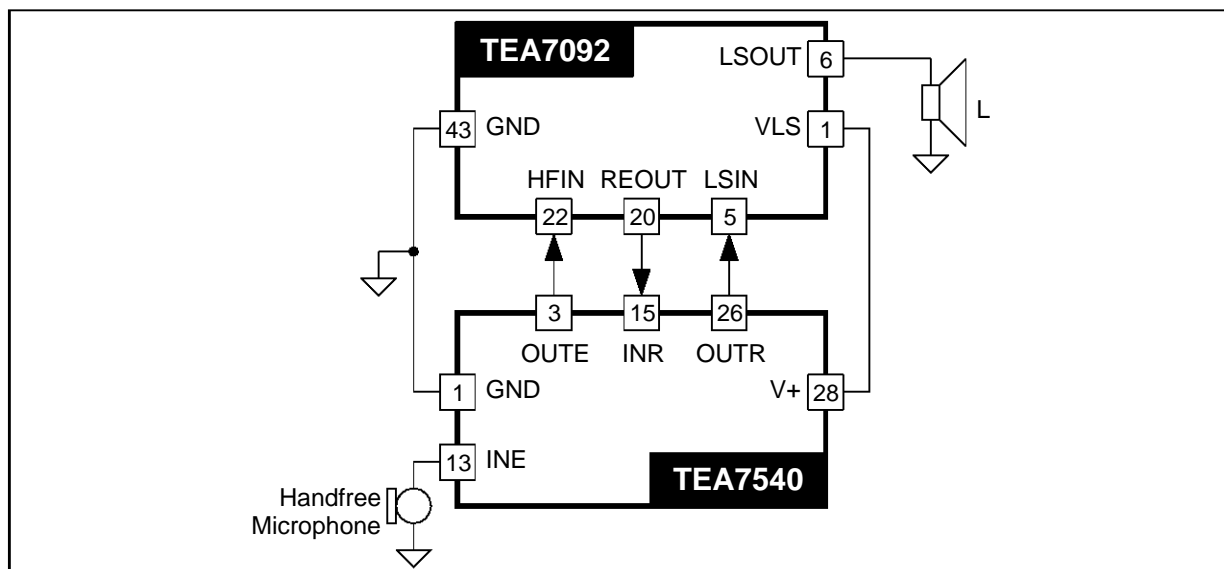 TEA7092
LSOUT 6
L
43 GND
VLS 1
HFIN REOUT LSIN
22 20 5
3 15 26
OUTE INR OUTR
1 GND
V+ 28
13 INE
TEA7540
Handfree
Microphone